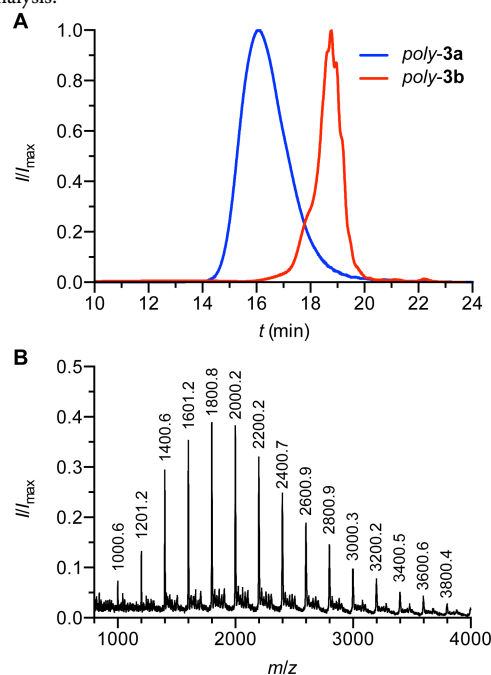 nalysis.
A
1.0
0.8
0.6
0.4
0.2
0.0
I/Imax
poly-3a
poly-3b
10 12 14 16 18 20 22 24
t (min)
B
0.5
0.4
0.3
0.2
0.1
0.0
I/Imax
1000.6
1201.2
1400.6
1601.2
1800.8
2000.2
2200.2
2400.7
2600.9
2800.9
3000.3
3200.2
3400.5
3600.6
3800.4
1000 2000 3000 4000
m/z